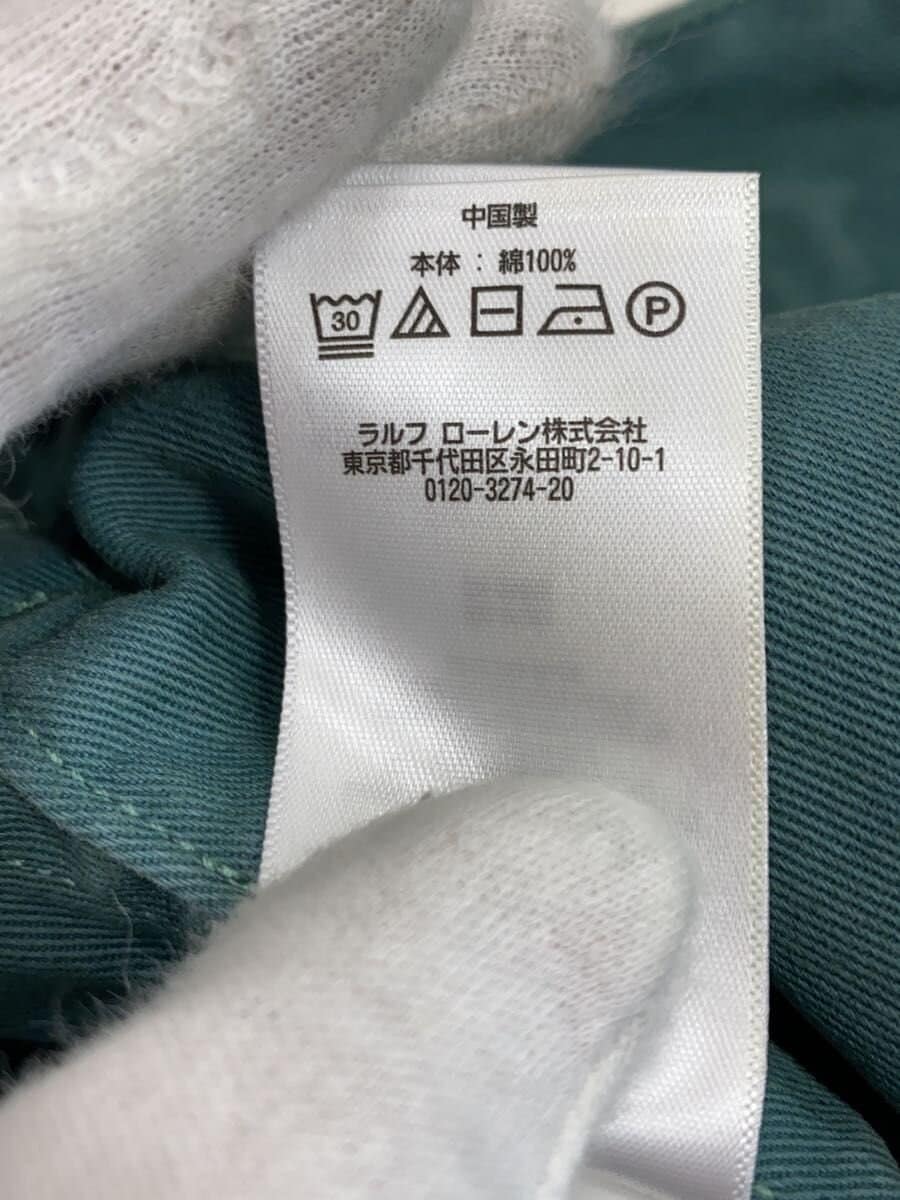 中国製
本体 : 綿100%
30 P
ラルフ ローレン株式会社
東京都千代田区永田町2-10-1
0120-3274-20